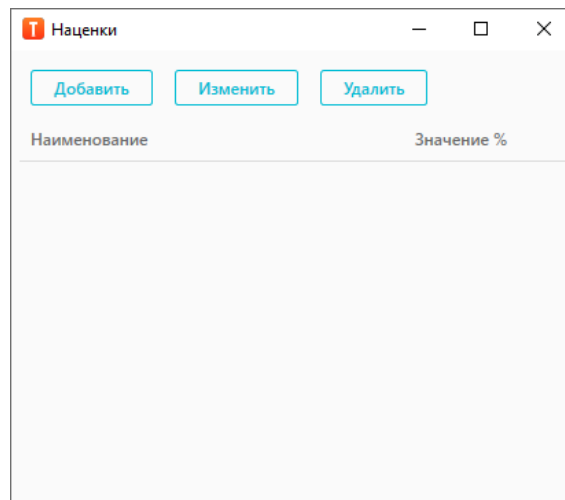 Т Наценки
Добавить Изменить Удалить
Наименование Значение %